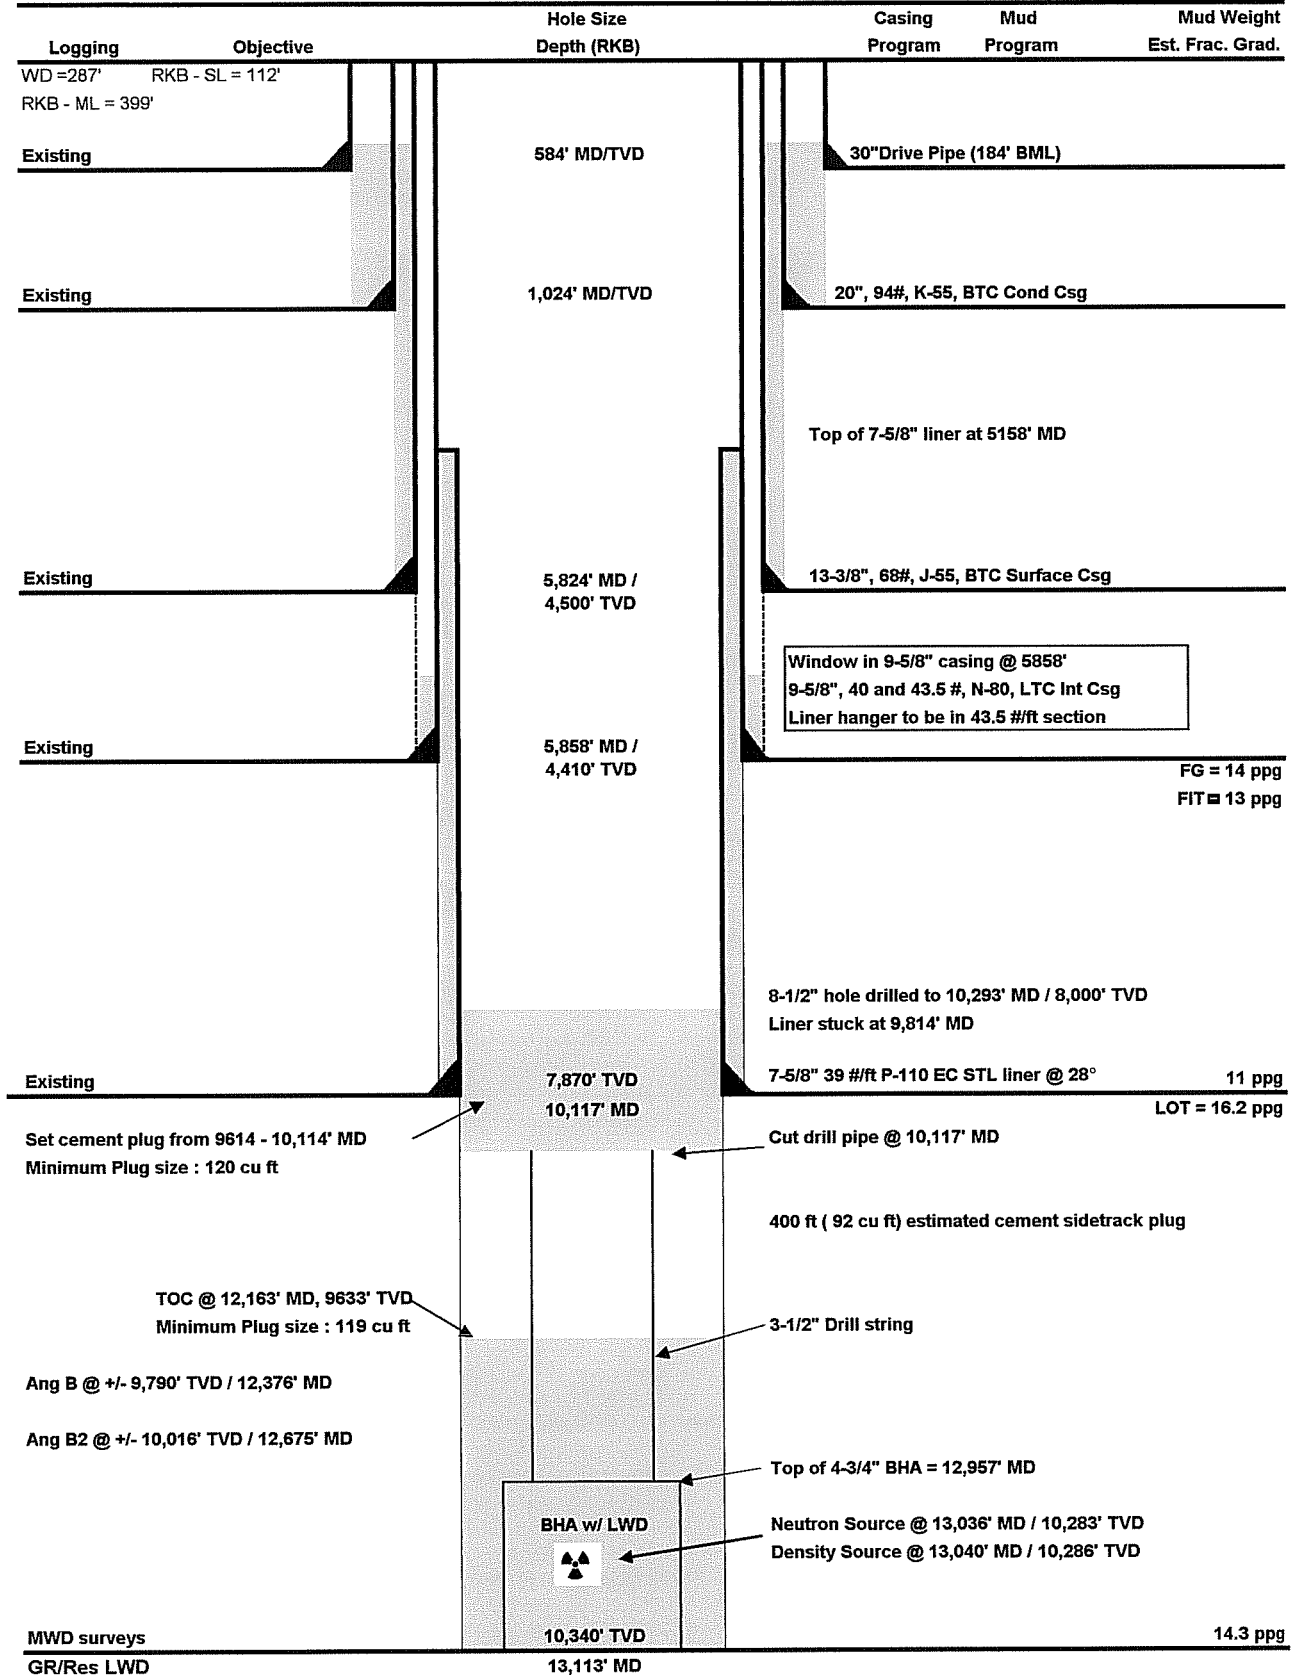 Hole Size Casing Mud Mud Weight
Logging Objective Depth (RKB) Program Program Est. Frac. Grad.
WD =287' RKB - SL = 112'
RKB - ML = 399'
Existing 584' MD/TVD 30"Drive Pipe (184' BML)
Existing 1,024' MD/TVD 20", 94#, K-55, BTC Cond Csg
Top of 7-5/8" liner at 5158' MD
Existing 5,824' MD / 13-3/8", 68#, J-55, BTC Surface Csg
4,500' TVD
Window in 9-5/8" casing @ 5858'
9-5/8", 40 and 43.5 #, N-80, LTC Int Csg
Liner hanger to be in 43.5 #/ft section
Existing 5,858' MD /
4,410' TVD FG = 14 ppg
FIT = 13 ppg
8-1/2" hole drilled to 10,293' MD / 8,000' TVD
Liner stuck at 9,814' MD
Existing 7,870' TVD 7-5/8" 39 #/ft P-110 EC STL liner @ 28° 11 ppg
10,117' MD LOT = 16.2 ppg
Set cement plug from 9614 - 10,114' MD Cut drill pipe @ 10,117' MD
Minimum Plug size : 120 cu ft
400 ft ( 92 cu ft) estimated cement sidetrack plug
TOC @ 12,163' MD, 9633' TVD
Minimum Plug size : 119 cu ft 3-1/2" Drill string
Ang B @ +/- 9,790' TVD / 12,376' MD
Ang B2 @ +/- 10,016' TVD / 12,675' MD
Top of 4-3/4" BHA = 12,957' MD
BHA w/ LWD Neutron Source @ 13,036' MD / 10,283' TVD
Density Source @ 13,040' MD / 10,286' TVD
MWD surveys 10,340' TVD 14.3 ppg
GR/Res LWD 13,113' MD